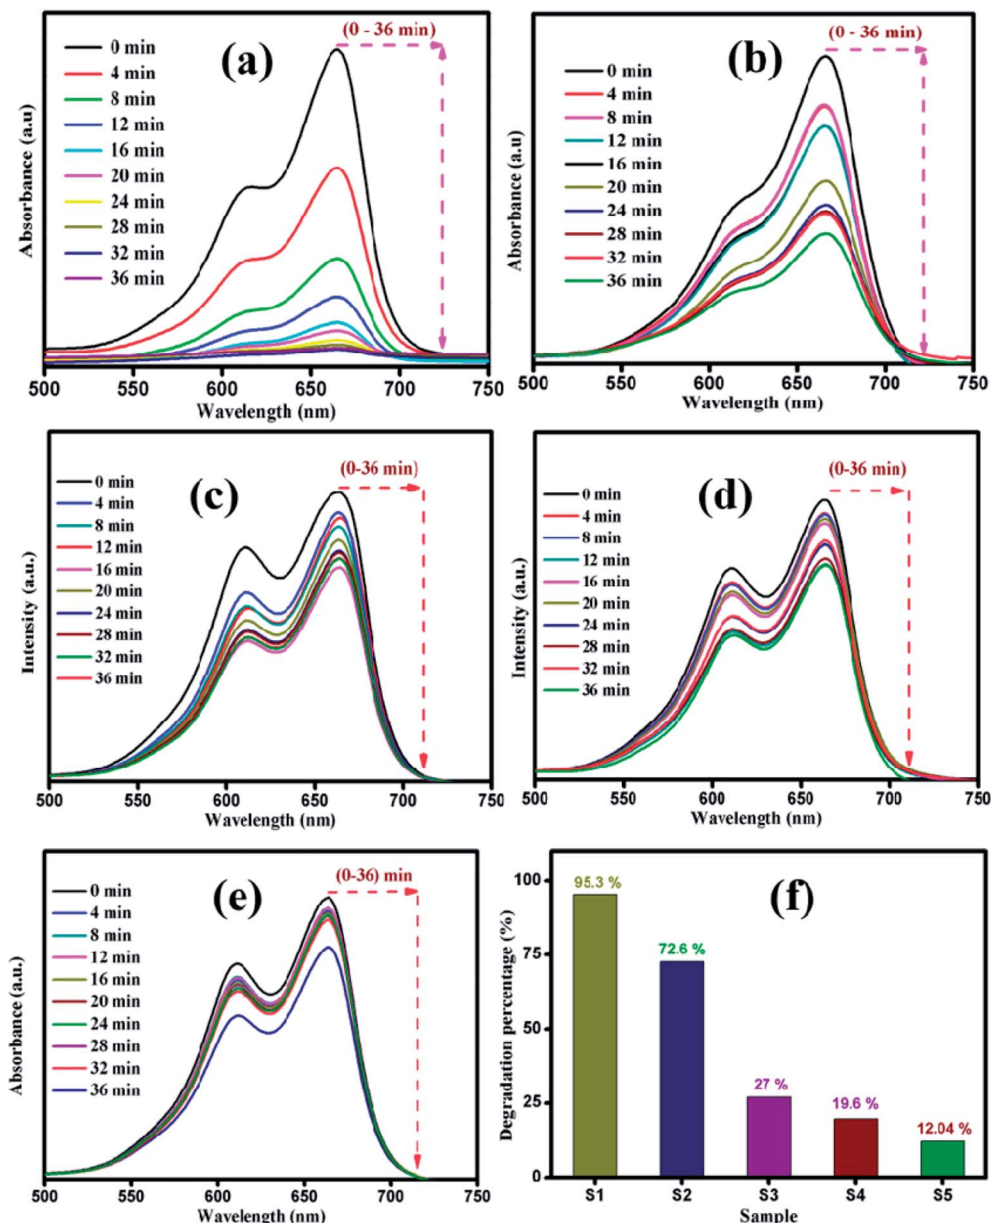 (a)
(0 - 36 min)
0 min
4 min
8 min
12 min
16 min
20 min
24 min
28 min
32 min
36 min
Absorbance (a.u)
500 550 600 650 700 750
Wavelength (nm)
(b)
(0 - 36 min)
0 min
4 min
8 min
12 min
16 min
20 min
24 min
28 min
32 min
36 min
Absorbance (a.u)
500 550 600 650 700 750
Wavelength (nm)
(c)
(0-36 min)
0 min
4 min
8 min
12 min
16 min
20 min
24 min
28 min
32 min
36 min
Intensity (a.u.)
500 550 600 650 700 750
Wavelength (nm)
(d)
(0-36 min)
0 min
4 min
8 min
12 min
16 min
20 min
24 min
28 min
32 min
36 min
Intensity (a.u.)
500 550 600 650 700 750
Wavelength (nm)
(e)
(0-36) min
0 min
4 min
8 min
12 min
16 min
20 min
24 min
28 min
32 min
36 min
Absorbance (a.u.)
500 550 600 650 700 750
Wavelength (nm)
(f)
Degradation percentage (%)
100
75
50
25
0
95.3 %
72.6 %
27 %
19.6 %
12.04 %
S1 S2 S3 S4 S5
Sample